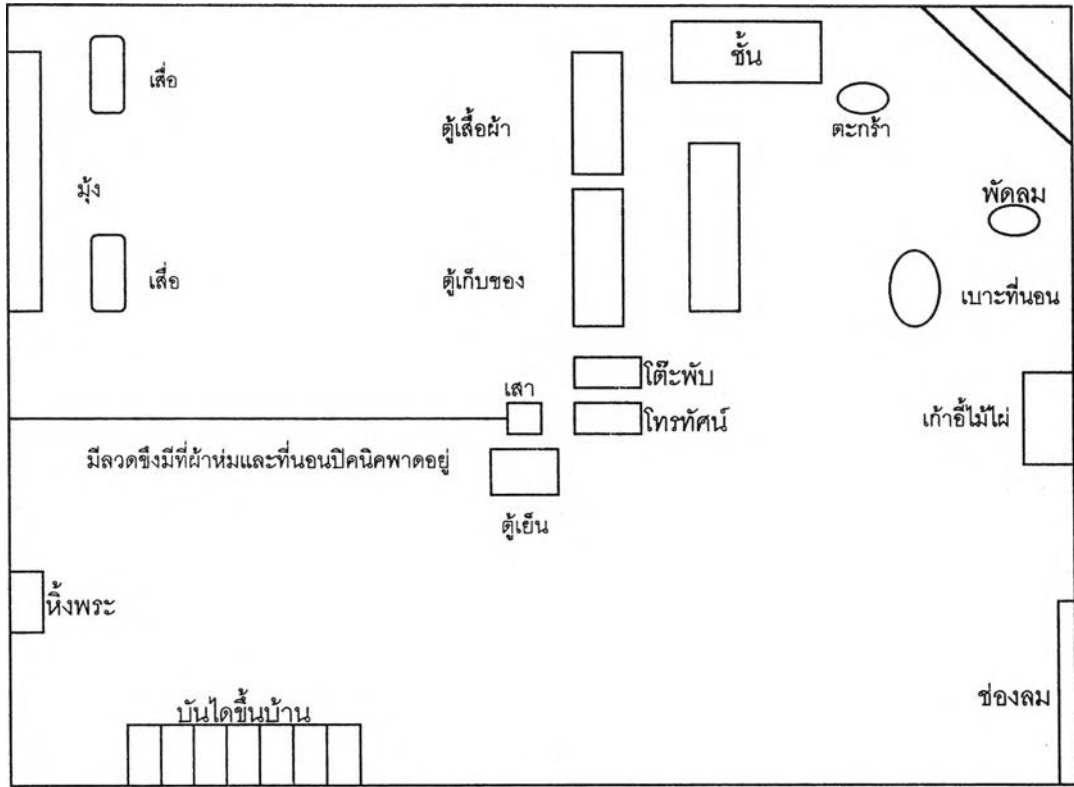 ชั้น
เสื่อ
ตู้เสื้อผ้า
ตะกร้า
มุ้ง
พัดลม
เสื่อ
ตู้เก็บของ
เบาะที่นอน
โต๊ะพับ
เสา
โทรทัศน์
เก้าอี้ไม้ไผ่
มีลวดขึงมีที่ผ้าห่มและที่นอนปิคนิคพาดอยู่
ตู้เย็น
หิ้งพระ
ช่องลม
บันไดขึ้นบ้าน